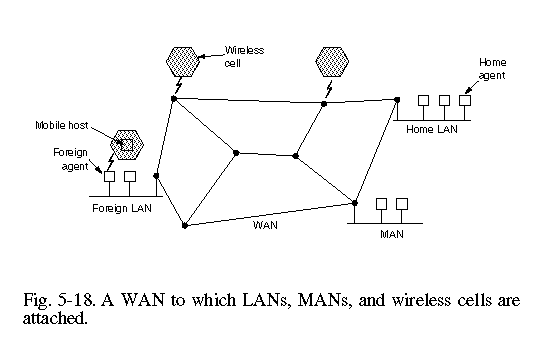 Wireless
cell
Home
agent
Mobile host
Home LAN
Foreign
agent
Foreign LAN
WAN
MAN
Fig. 5-18. A WAN to which LANs, MANs, and wireless cells are
attached.